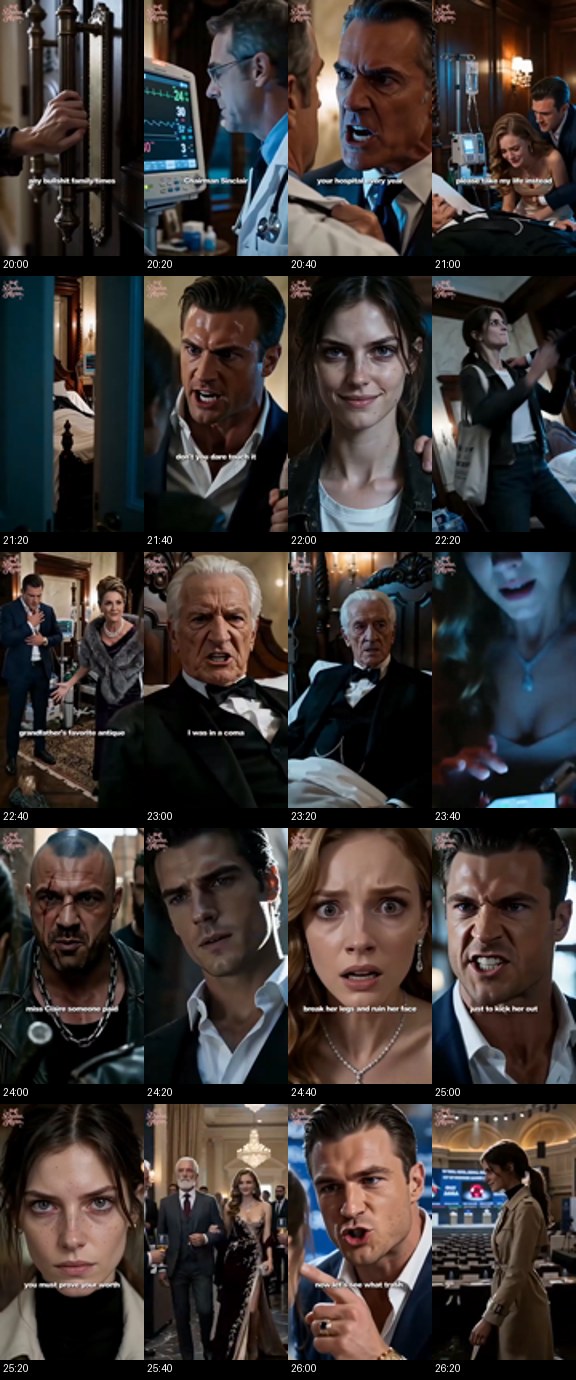 any bullshit family times
20:00
Chairman Sinclair
20:20
your hospital every year
20:40
please take my life instead
21:00
21:20
don't you dare touch it
21:40
22:00
22:20
grandfather's favorite antique
22:40
I was in a coma
23:00
23:20
23:40
miss Claire someone paid
24:00
24:20
break her legs and ruin her face
24:40
just to kick her out
25:00
you must prove your worth
25:20
25:40
now let's see what trash
26:00
26:20